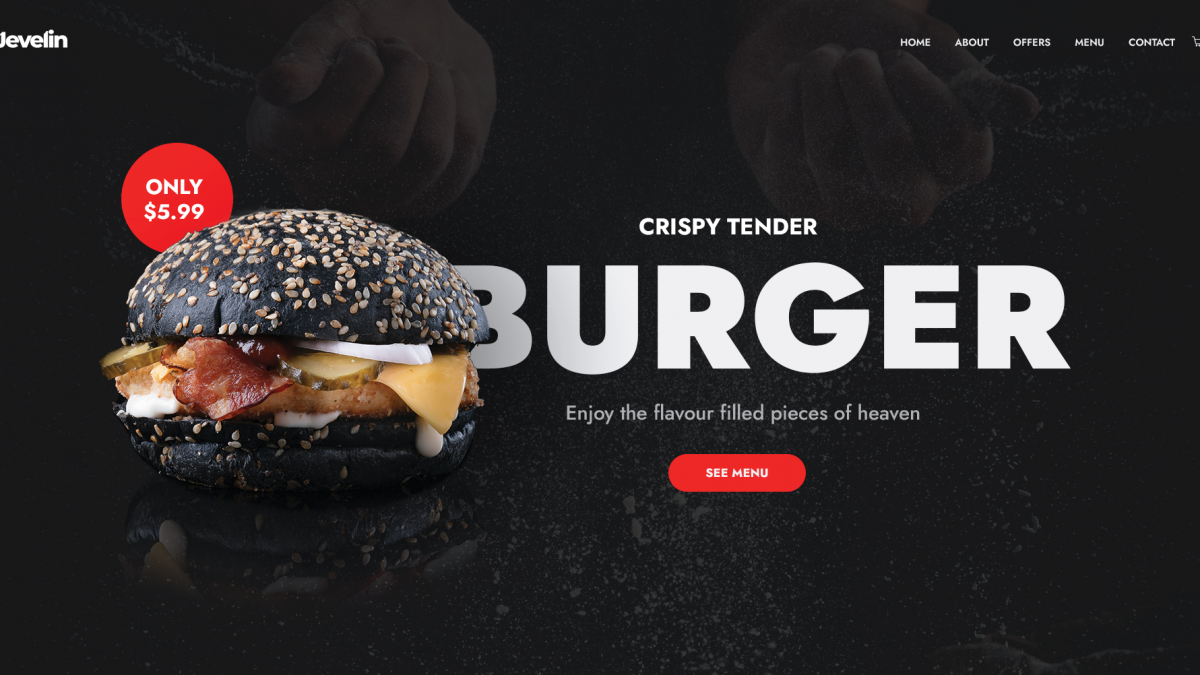 Jevelin
HOME ABOUT OFFERS MENU CONTACT
ONLY
$5.99
CRISPY TENDER
BURGER
Enjoy the flavour filled pieces of heaven
SEE MENU